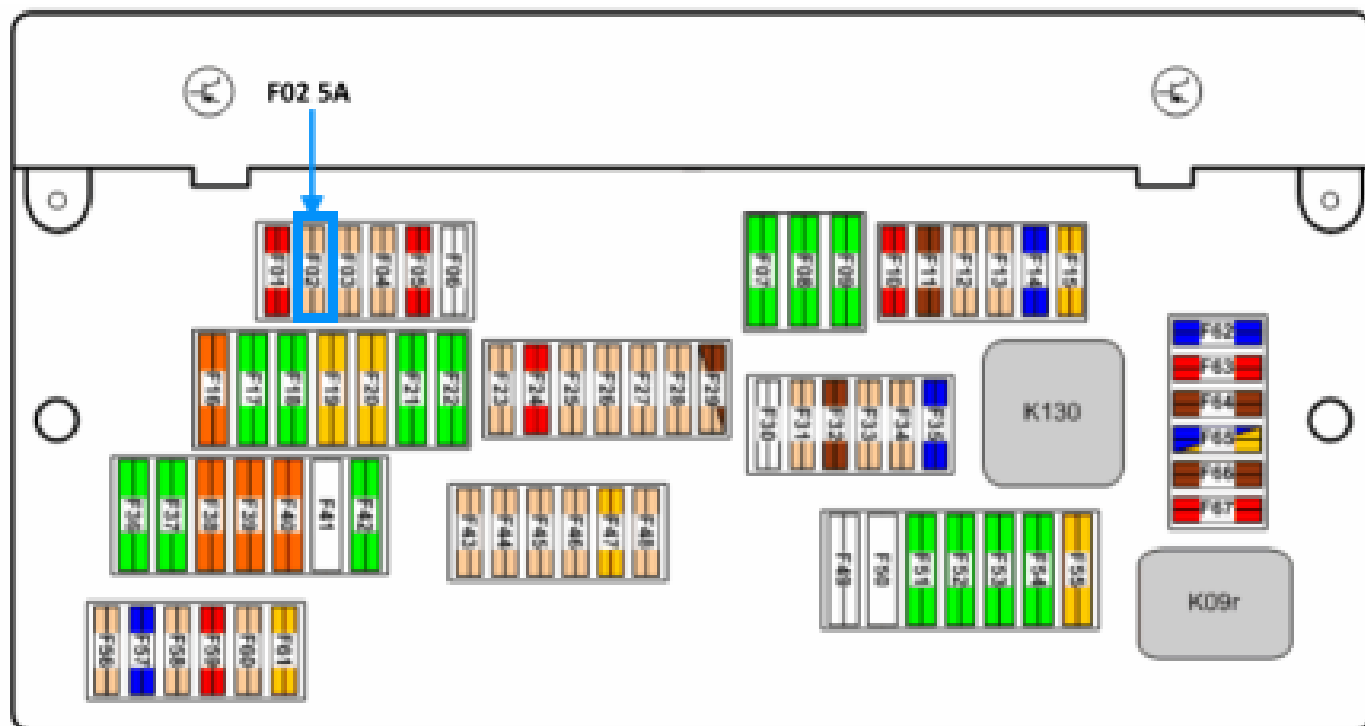 F02 5A
F01 F02 F03 F04 F05 F06
F07 F08 F09
F10 F11 F12 F13 F14 F15
F16 F17 F18 F19 F20 F21 F22
F23 F24 F25 F26 F27 F28 F29
F30 F31 F32 F33 F34 F35
K130
F62
F63
F64
F65
F66
F67
F36 F37 F38 F39 F40 F41 F42
F43 F44 F45 F46 F47 F48
F49 F50 F51 F52 F53 F54 F55
K09r
F56 F57 F58 F59 F60 F61